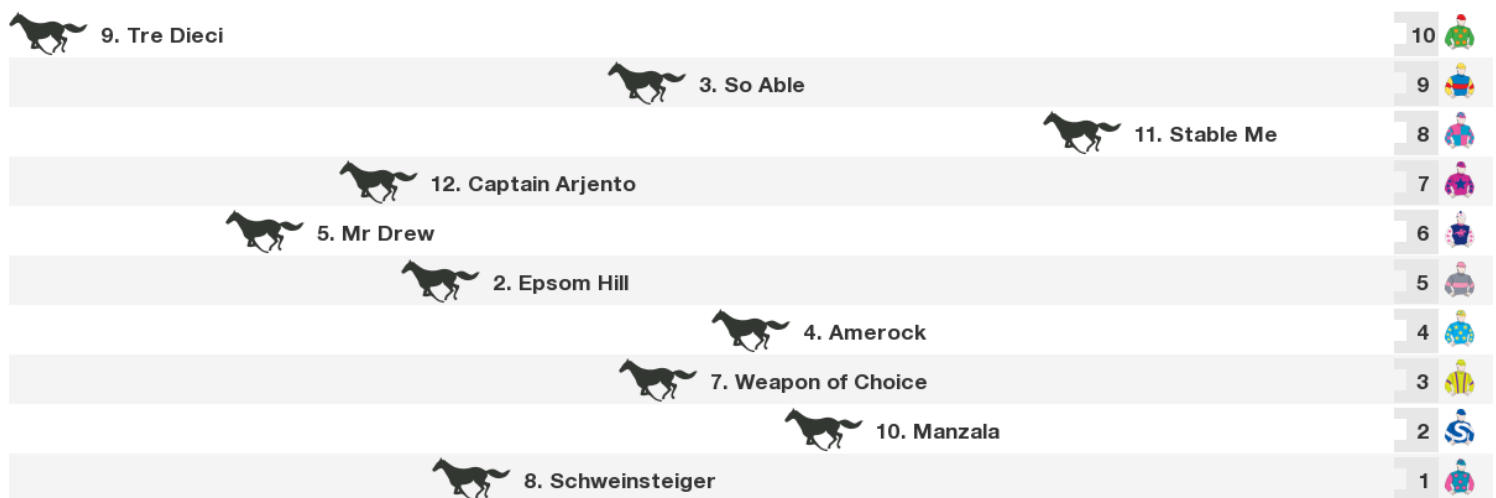 9. Tre Dieci 10
3. So Able 9
11. Stable Me 8
12. Captain Arjento 7
5. Mr Drew 6
2. Epsom Hill 5
4. Amerock 4
7. Weapon of Choice 3
10. Manzala 2
8. Schweinsteiger 1